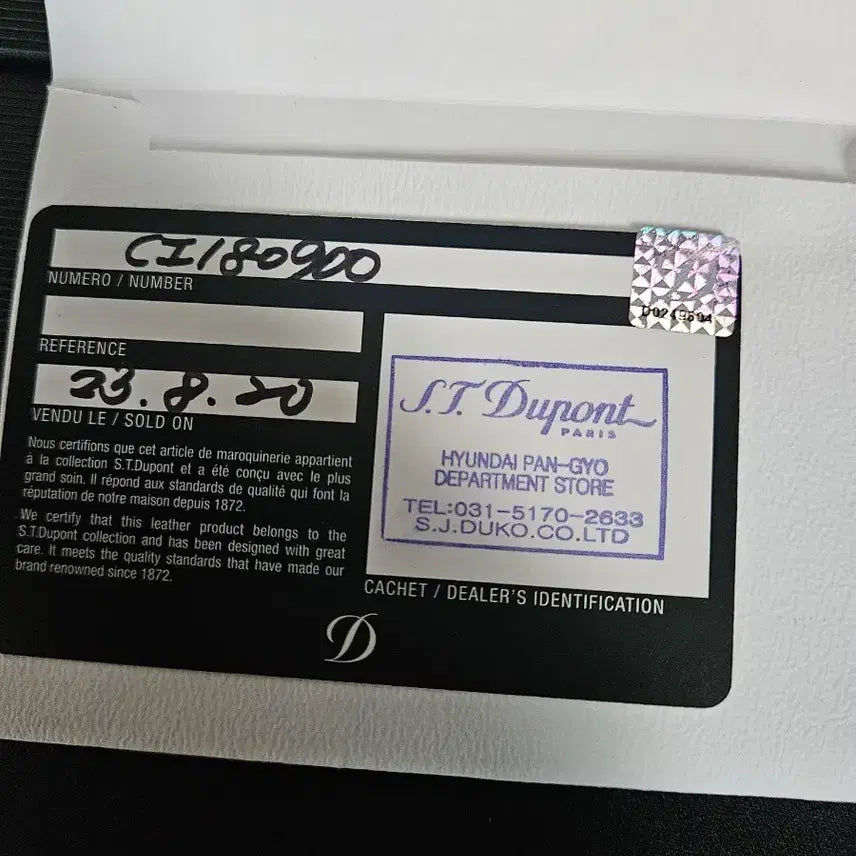 CI180900
NUMERO / NUMBER
REFERENCE
23.8.20
VENDU LE / SOLD ON
Nous certifions que cet article de maroquinerie appartient
à la collection S.T.Dupont et a été conçu avec le plus
grand soin. Il répond aux standards de qualité qui font la
réputation de notre maison depuis 1872.
We certify that this leather product belongs to the
S.T.Dupont collection and has been designed with great
care. It meets the quality standards that have made our
brand renowned since 1872.
D0249504
S.T. Dupont
PARIS
HYUNDAI PAN-GYO
DEPARTMENT STORE
TEL:031-5170-2633
S.J.DUKO.CO.LTD
CACHET / DEALER'S IDENTIFICATION
D